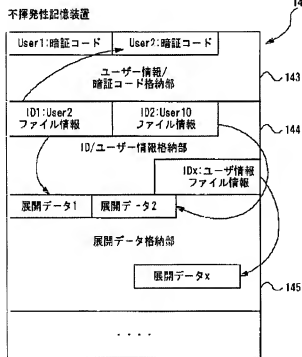 不揮発性記憶装置
14
User1:暗証コード
User2:暗証コード
ユーザー情報/
暗証コード格納部
143
ID1:User2
ファイル情報
ID2:User10
ファイル情報
144
ID/ユーザー情報格納部
IDx:ユーザ情報
ファイル情報
展開データ1
展開データ2
展開データ格納部
展開データx
145
....